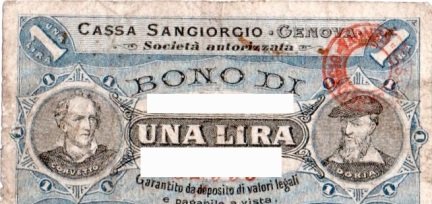 CASSA SANGIORGIO - GENOVA
1 LIRA
Società autorizzata
1 LIRA
BONO DI
UNA LIRA
DORIA
Garantito da deposito di valori legali
e pagabile a vista.